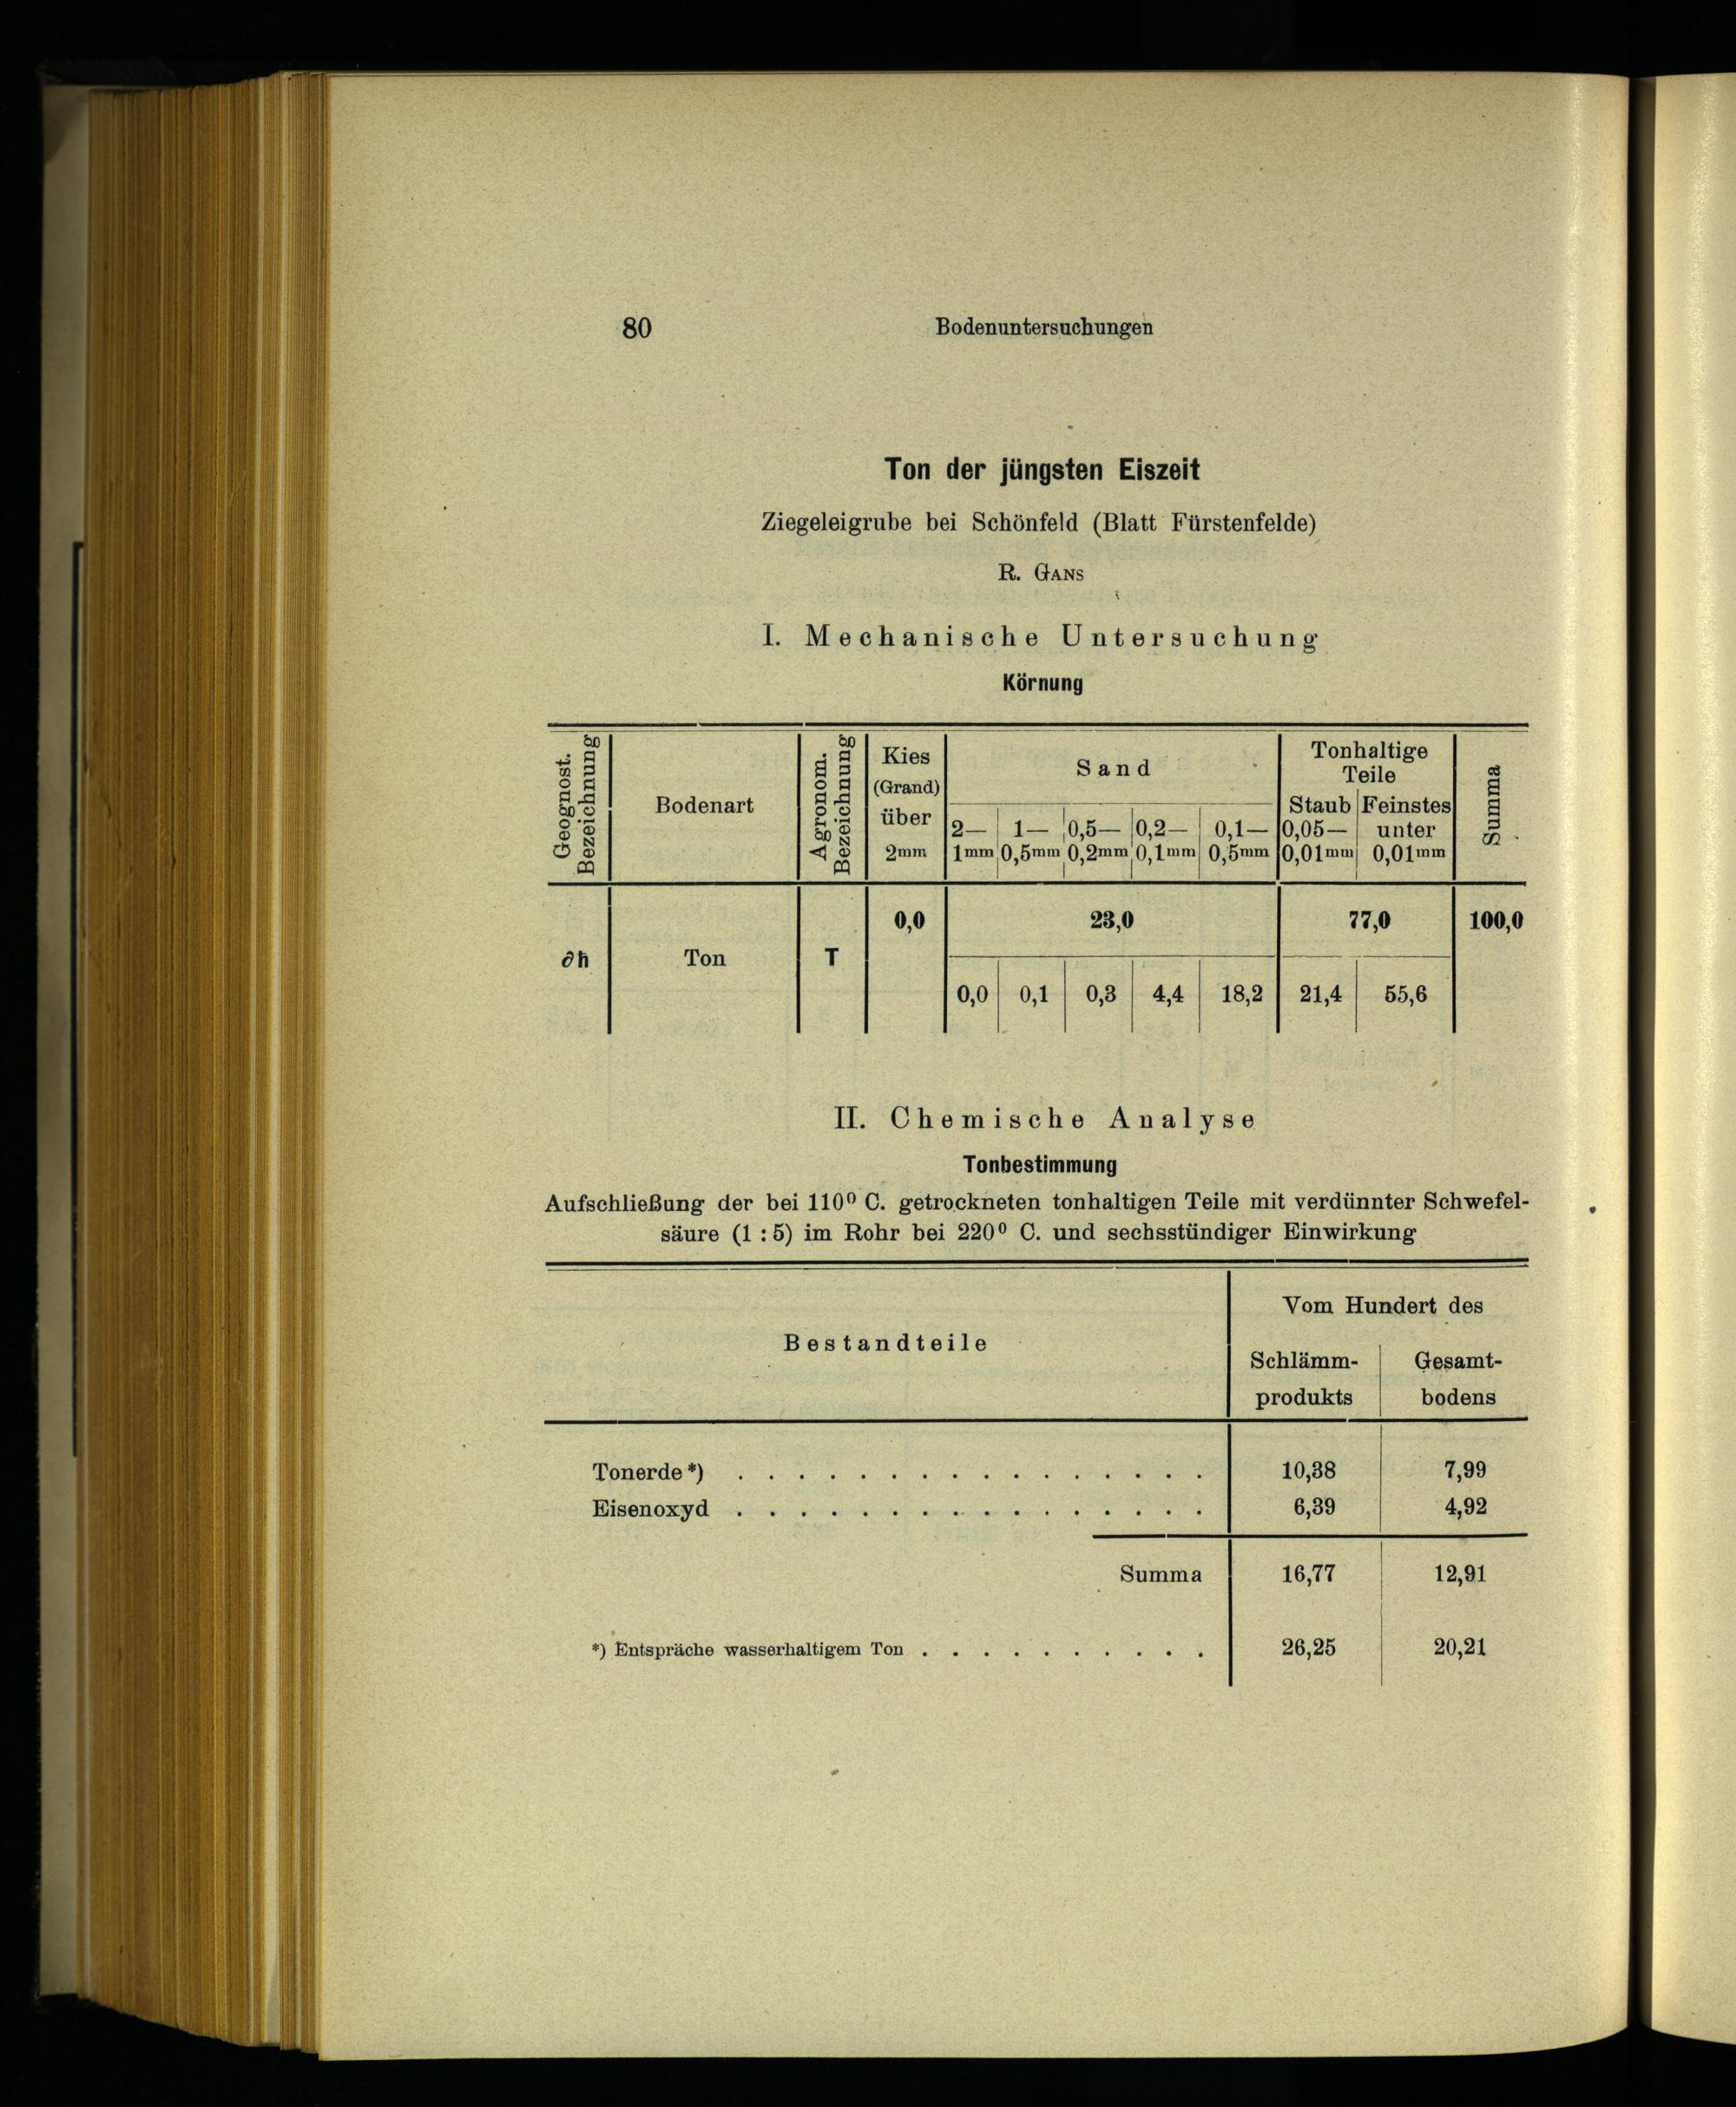 80 Bodenuntersuchungen
Ton der jüngsten Eiszeit
Ziegeleigrube bei Schönfeld (Blatt Fürstenfelde)
R. GANS
I. Mechanische Untersuchung
Körnung
Geognost. Bezeichnung
Bodenart
Agronom. Bezeichnung
Kies (Grand) über 2mm
Sand
2— 1mm
1— 0,5mm
0,5— 0,2mm
0,2— 0,1mm
0,1— 0,5mm
Tonhaltige Teile
Staub 0,05— 0,01mm
Feinstes unter 0,01mm
Summa
0,0 23,0 77,0 100,0
∂h Ton T
0,0 0,1 0,3 4,4 18,2 21,4 55,6
II. Chemische Analyse
Tonbestimmung
Aufschließung der bei 110⁰ C. getrockneten tonhaltigen Teile mit verdünnter Schwefel-
säure (1 : 5) im Rohr bei 220⁰ C. und sechsstündiger Einwirkung
Bestandteile
Vom Hundert des
Schlämm- produkts
Gesamt- bodens
Tonerde*) . . . . . . . . . . . . . . . . 10,38 7,99
Eisenoxyd . . . . . . . . . . . . . . . . 6,39 4,92
Summa 16,77 12,91
*) Entspräche wasserhaltigem Ton . . . . . . . . . . 26,25 20,21